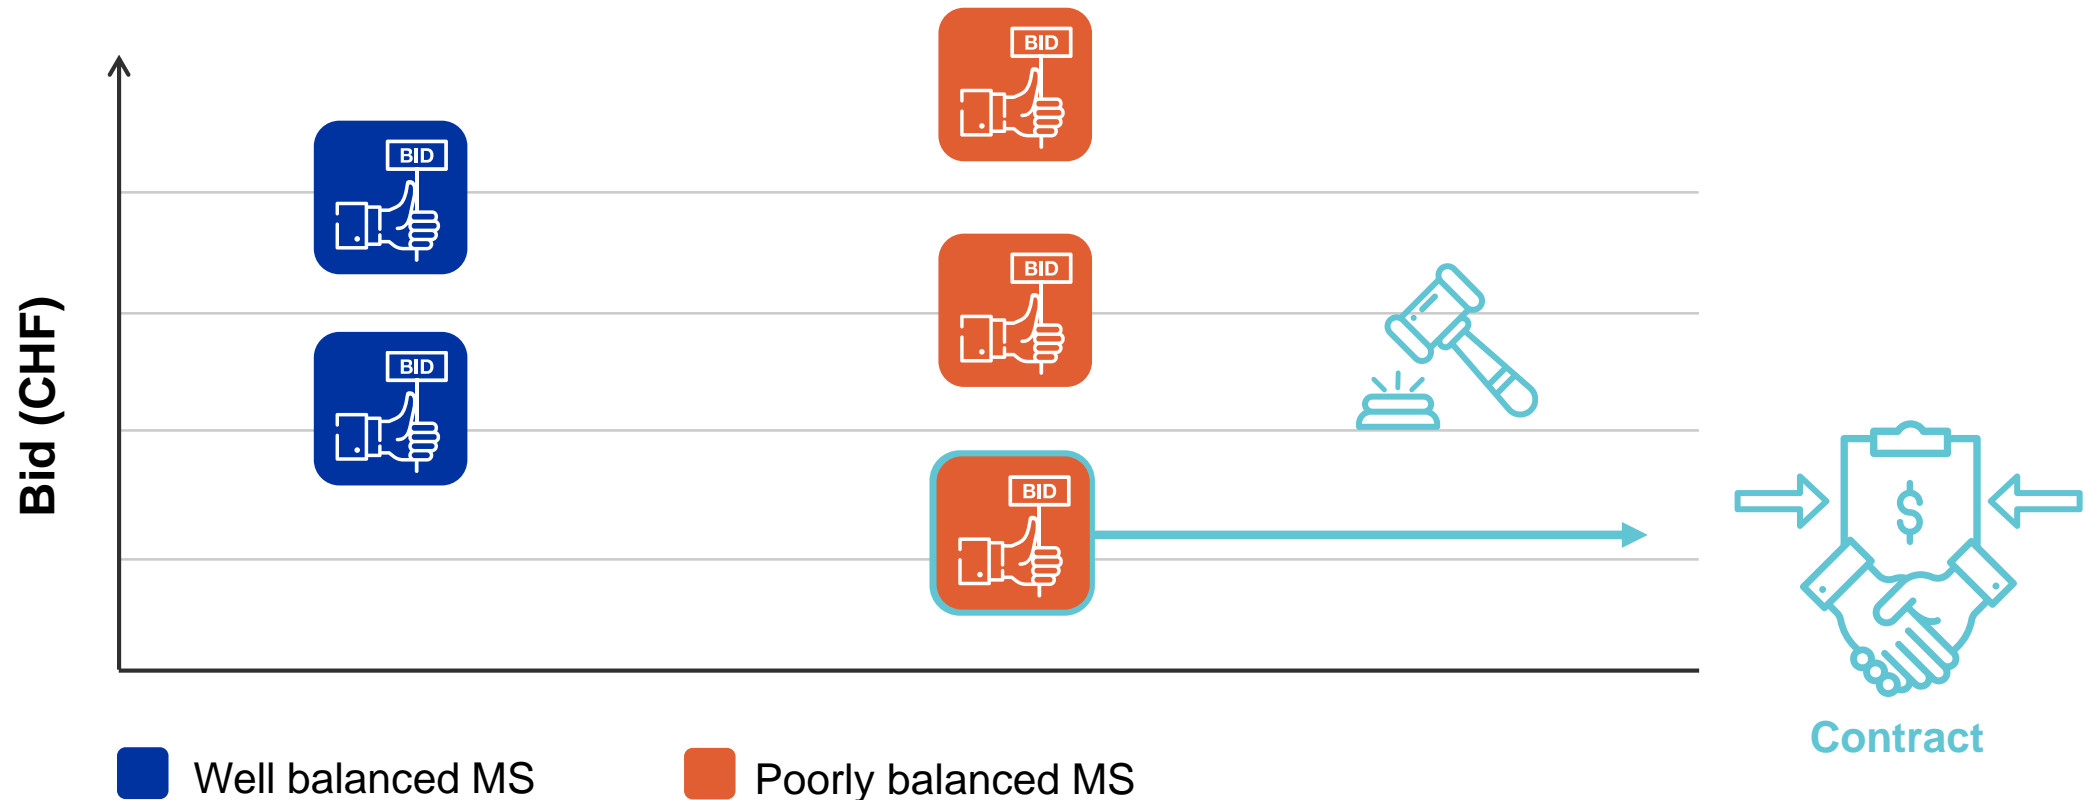 BID
BID
BID
BID
BID
Bid (CHF)
$
Contract
Well balanced MS
Poorly balanced MS